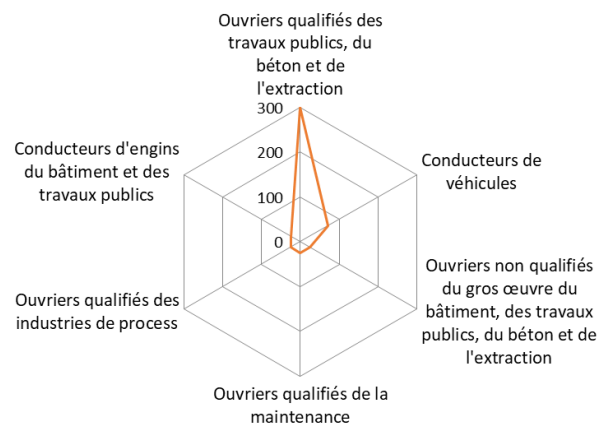 Ouvriers qualifiés des
travaux publics, du
béton et de
l'extraction
300
200
100
0
Conducteurs de
véhicules
Ouvriers non qualifiés
du gros œuvre du
bâtiment, des travaux
publics, du béton et de
l'extraction
Ouvriers qualifiés de la
maintenance
Ouvriers qualifiés des
industries de process
Conducteurs d'engins
du bâtiment et des
travaux publics